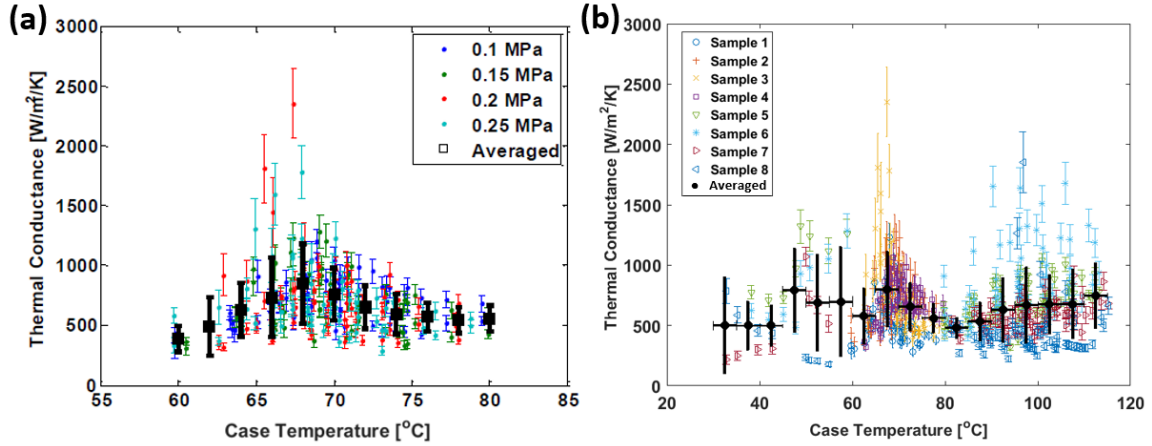 (a)
3000
2500
2000
1500
1000
500
0
Thermal Conductance [W/m²/K]
55 60 65 70 75 80 85
Case Temperature [°C]
0.1 MPa
0.15 MPa
0.2 MPa
0.25 MPa
Averaged
(b)
3000
2500
2000
1500
1000
500
0
Thermal Conductance [W/m²/K]
20 40 60 80 100 120
Case Temperature [°C]
Sample 1
Sample 2
Sample 3
Sample 4
Sample 5
Sample 6
Sample 7
Sample 8
Averaged